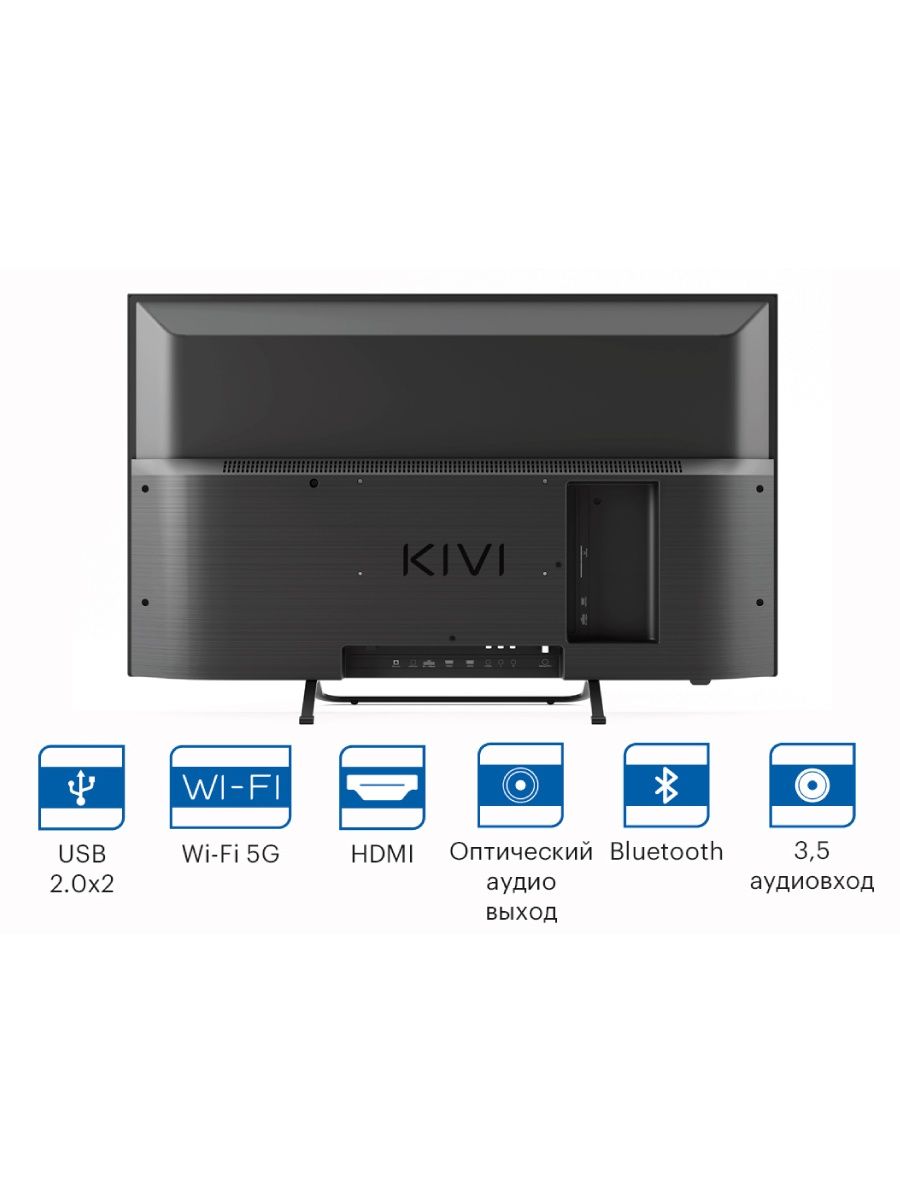 KIVI
WI-FI
USB
2.0x2
Wi-Fi 5G
HDMI
Оптический
аудио
выход
Bluetooth
3,5
аудиовход